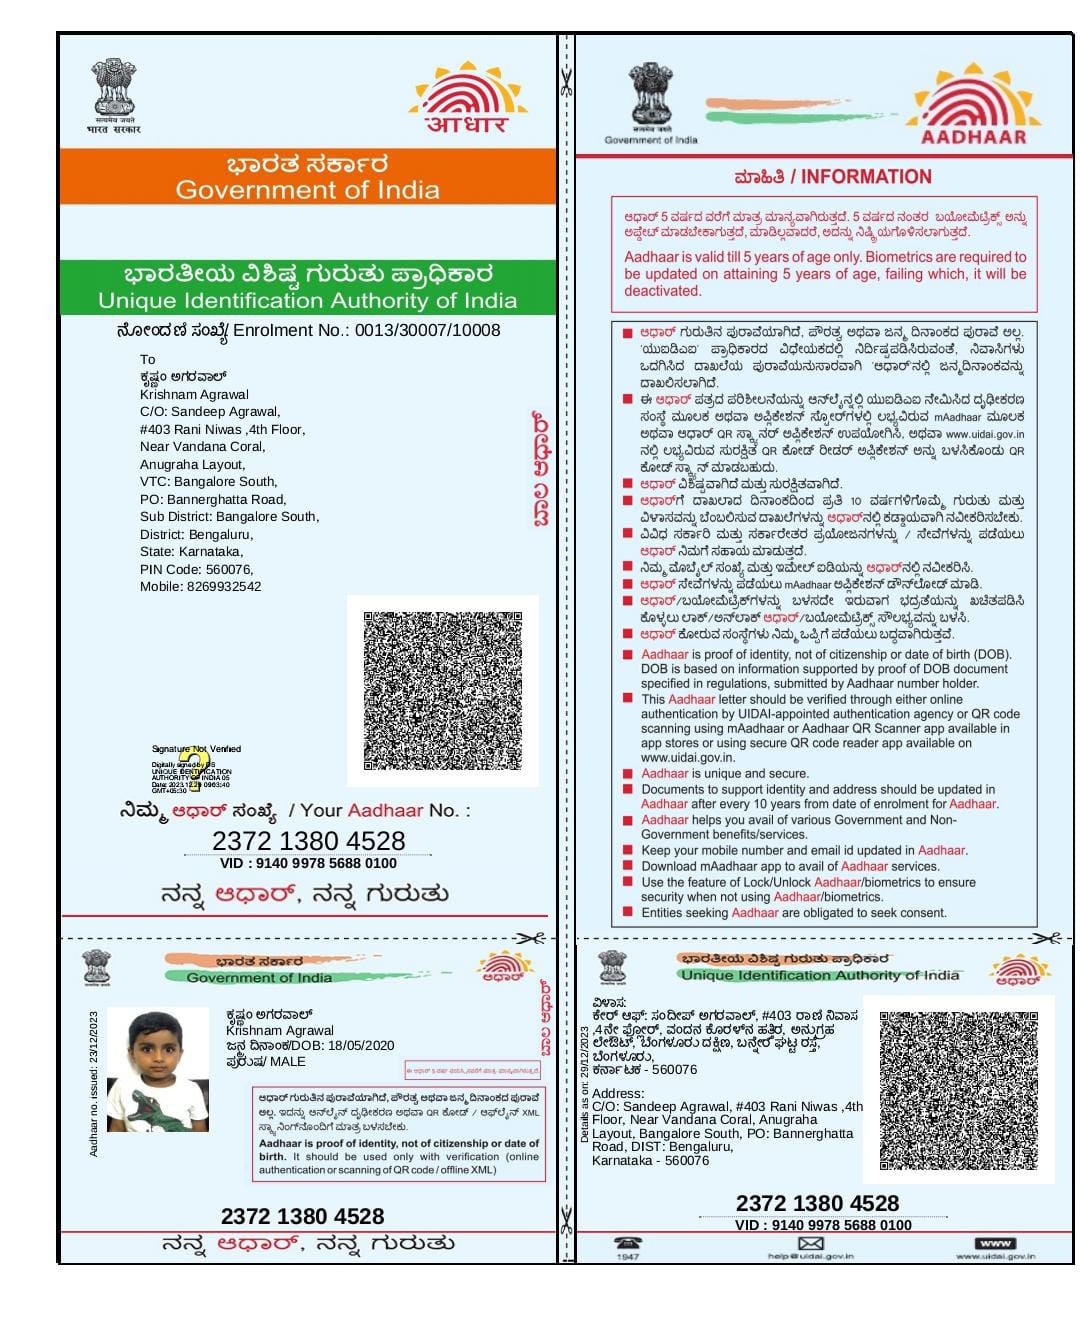 सत्यमेव जयते
भारत सरकार
आधार
ಭಾರತ ಸರ್ಕಾರ
Government of India
ಭಾರತೀಯ ವಿಶಿಷ್ಟ ಗುರುತು ಪ್ರಾಧಿಕಾರ
Unique Identification Authority of India
ನೋಂದಣಿ ಸಂಖ್ಯೆ/ Enrolment No.: 0013/30007/10008
To
ಕೃಷ್ಣಂ ಅಗರವಾಲ್
Krishnam Agrawal
C/O: Sandeep Agrawal,
#403 Rani Niwas ,4th Floor,
Near Vandana Coral,
Anugraha Layout,
VTC: Bangalore South,
PO: Bannerghatta Road,
Sub District: Bangalore South,
District: Bengaluru,
State: Karnataka,
PIN Code: 560076,
Mobile: 8269932542
ಬಾಲ ಆಧಾರ್
Signature Not Verified
Digitally signed by DS
UNIQUE IDENTIFICATION
AUTHORITY OF INDIA 05
Date: 2023.12.29
GMT+05:30
ನಿಮ್ಮ ಆಧಾರ್ ಸಂಖ್ಯೆ / Your Aadhaar No. :
2372 1380 4528
VID : 9140 9978 5688 0100
ನನ್ನ ಆಧಾರ್, ನನ್ನ ಗುರುತು
सत्यमेव जयते
Government of India
AADHAAR
ಮಾಹಿತಿ / INFORMATION
ಆಧಾರ್ 5 ವರ್ಷದ ವರೆಗೆ ಮಾತ್ರ ಮಾನ್ಯವಾಗಿರುತ್ತದೆ. 5 ವರ್ಷದ ನಂತರ ಬಯೋಮೆಟ್ರಿಕ್ಸ್ ಅನ್ನು
ಅಪ್ಡೇಟ್ ಮಾಡಬೇಕಾಗುತ್ತದೆ, ಮಾಡಿಲ್ಲವಾದರೆ, ಅದನ್ನು ನಿಷ್ಕ್ರಿಯಗೊಳಿಸಲಾಗುತ್ತದೆ.
Aadhaar is valid till 5 years of age only. Biometrics are required to
be updated on attaining 5 years of age, failing which, it will be
deactivated.
ಆಧಾರ್ ಗುರುತಿನ ಪುರಾವೆಯಾಗಿದೆ, ಪೌರತ್ವ ಅಥವಾ ಜನ್ಮ ದಿನಾಂಕದ ಪುರಾವೆ ಅಲ್ಲ.
'ಯುಐಡಿಎಐ' ಪ್ರಾಧಿಕಾರದ ವಿಧೇಯಕದಲ್ಲಿ ನಿರ್ದಿಷ್ಟಪಡಿಸಿರುವಂತೆ, ನಿವಾಸಿಗಳು
ಒದಗಿಸಿದ ದಾಖಲೆಯ ಪುರಾವೆಯನುಸಾರವಾಗಿ 'ಆಧಾರ್'ನಲ್ಲಿ ಜನ್ಮದಿನಾಂಕವನ್ನು
ದಾಖಲಿಸಲಾಗಿದೆ.
ಈ ಆಧಾರ್ ಪತ್ರದ ಪರಿಶೀಲನೆಯನ್ನು ಆನ್‌ಲೈನ್ನಲ್ಲಿ ಯುಐಡಿಎಐ ನೇಮಿಸಿದ ದೃಢೀಕರಣ
ಸಂಸ್ಥೆ ಮೂಲಕ ಅಥವಾ ಅಪ್ಲಿಕೇಶನ್ ಸ್ಟೋರ್‌ಗಳಲ್ಲಿ ಲಭ್ಯವಿರುವ mAadhaar ಮೂಲಕ
ಅಥವಾ ಆಧಾರ್ QR ಸ್ಕ್ಯಾನರ್ ಅಪ್ಲಿಕೇಶನ್ ಉಪಯೋಗಿಸಿ, ಅಥವಾ www.uidai.gov.in
ನಲ್ಲಿ ಲಭ್ಯವಿರುವ ಸುರಕ್ಷಿತ QR ಕೋಡ್ ರೀಡರ್ ಅಪ್ಲಿಕೇಶನ್ ಅನ್ನು ಬಳಸಿಕೊಂಡು QR
ಕೋಡ್ ಸ್ಕ್ಯಾನ್ ಮಾಡಬಹುದು.
ಆಧಾರ್ ವಿಶಿಷ್ಟವಾಗಿದೆ ಮತ್ತು ಸುರಕ್ಷಿತವಾಗಿದೆ.
ಆಧಾರ್‌ಗೆ ದಾಖಲಾದ ದಿನಾಂಕದಿಂದ ಪ್ರತಿ 10 ವರ್ಷಗಳಿಗೊಮ್ಮೆ ಗುರುತು ಮತ್ತು
ವಿಳಾಸವನ್ನು ಬೆಂಬಲಿಸುವ ದಾಖಲೆಗಳನ್ನು ಆಧಾರ್‌ನಲ್ಲಿ ಕಡ್ಡಾಯವಾಗಿ ನವೀಕರಿಸಬೇಕು.
ವಿವಿಧ ಸರ್ಕಾರಿ ಮತ್ತು ಸರ್ಕಾರೇತರ ಪ್ರಯೋಜನಗಳನ್ನು / ಸೇವೆಗಳನ್ನು ಪಡೆಯಲು
ಆಧಾರ್ ನಿಮಗೆ ಸಹಾಯ ಮಾಡುತ್ತದೆ.
ನಿಮ್ಮ ಮೊಬೈಲ್ ಸಂಖ್ಯೆ ಮತ್ತು ಇಮೇಲ್ ಐಡಿಯನ್ನು ಆಧಾರ್‌ನಲ್ಲಿ ನವೀಕರಿಸಿ.
ಆಧಾರ್ ಸೇವೆಗಳನ್ನು ಪಡೆಯಲು mAadhaar ಅಪ್ಲಿಕೇಶನ್ ಡೌನ್‌ಲೋಡ್ ಮಾಡಿ.
ಆಧಾರ್/ಬಯೋಮೆಟ್ರಿಕ್‌ಗಳನ್ನು ಬಳಸದೇ ಇರುವಾಗ ಭದ್ರತೆಯನ್ನು ಖಚಿತಪಡಿಸಿ
ಕೊಳ್ಳಲು ಲಾಕ್/ಅನ್‌ಲಾಕ್ ಆಧಾರ್/ಬಯೋಮೆಟ್ರಿಕ್ಸ್ ಸೌಲಭ್ಯವನ್ನು ಬಳಸಿ.
ಆಧಾರ್ ಕೋರುವ ಸಂಸ್ಥೆಗಳು ನಿಮ್ಮ ಒಪ್ಪಿಗೆ ಪಡೆಯಲು ಬದ್ಧವಾಗಿರುತ್ತವೆ.
Aadhaar is proof of identity, not of citizenship or date of birth (DOB).
DOB is based on information supported by proof of DOB document
specified in regulations, submitted by Aadhaar number holder.
This Aadhaar letter should be verified through either online
authentication by UIDAI-appointed authentication agency or QR code
scanning using mAadhaar or Aadhaar QR Scanner app available in
app stores or using secure QR code reader app available on
www.uidai.gov.in.
Aadhaar is unique and secure.
Documents to support identity and address should be updated in
Aadhaar after every 10 years from date of enrolment for Aadhaar.
Aadhaar helps you avail of various Government and Non-
Government benefits/services.
Keep your mobile number and email id updated in Aadhaar.
Download mAadhaar app to avail of Aadhaar services.
Use the feature of Lock/Unlock Aadhaar/biometrics to ensure
security when not using Aadhaar/biometrics.
Entities seeking Aadhaar are obligated to seek consent.
ಭಾರತ ಸರ್ಕಾರ
Government of India
ಆಧಾರ್
ಬಾಲ ಆಧಾರ್
Aadhaar no. issued: 23/12/2023
ಕೃಷ್ಣಂ ಅಗರವಾಲ್
Krishnam Agrawal
ಜನ್ಮ ದಿನಾಂಕ/DOB: 18/05/2020
ಪುರುಷ/ MALE
ಆಧಾರ್ ಗುರುತಿನ ಪುರಾವೆಯಾಗಿದೆ, ಪೌರತ್ವ ಅಥವಾ ಜನ್ಮ ದಿನಾಂಕದ ಪುರಾವೆ
ಅಲ್ಲ. ಇದನ್ನು ಆನ್‌ಲೈನ್ ದೃಢೀಕರಣ ಅಥವಾ QR ಕೋಡ್ / ಆಫ್‌ಲೈನ್ XML
ಸ್ಕ್ಯಾನಿಂಗ್‌ನೊಂದಿಗೆ ಮಾತ್ರ ಬಳಸಬೇಕು.
Aadhaar is proof of identity, not of citizenship or date of
birth. It should be used only with verification (online
authentication or scanning of QR code / offline XML)
2372 1380 4528
ನನ್ನ ಆಧಾರ್, ನನ್ನ ಗುರುತು
ಭಾರತೀಯ ವಿಶಿಷ್ಟ ಗುರುತು ಪ್ರಾಧಿಕಾರ
Unique Identification Authority of India
ಆಧಾರ್
Details as on: 29/12/2023
ವಿಳಾಸ:
ಕೇರ್ ಆಫ್: ಸಂದೀಪ್ ಅಗರವಾಲ್, #403 ರಾಣಿ ನಿವಾಸ
,4ನೇ ಫ್ಲೋರ್, ವಂದನ ಕೊರಳ್‌ನ ಹತ್ತಿರ, ಅನುಗ್ರಹ
ಲೇಔಟ್, ಬೆಂಗಳೂರು ದಕ್ಷಿಣ, ಬನ್ನೇರ್ ಘಟ್ಟ ರಸ್ತೆ,
ಬೆಂಗಳೂರು,
ಕರ್ನಾಟಕ - 560076
Address:
C/O: Sandeep Agrawal, #403 Rani Niwas ,4th
Floor, Near Vandana Coral, Anugraha
Layout, Bangalore South, PO: Bannerghatta
Road, DIST: Bengaluru,
Karnataka - 560076
2372 1380 4528
VID : 9140 9978 5688 0100
1947
help@uidai.gov.in
www
www.uidai.gov.in